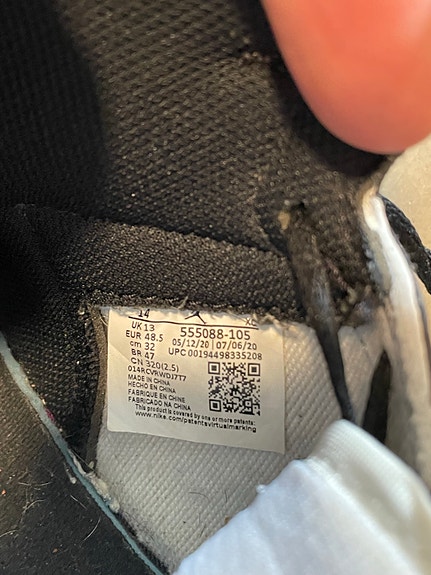 14
UK 13 555088-105
EUR 48.5 05/12/20 07/06/20
cm 32
BR 47 UPC 00194498335208
CN 320(2.5)
014RCVRWDJ7T7
MADE IN CHINA
HECHO EN CHINA
FABRIQUE EN CHINE
FABRICADO NA CHINA
This product is covered by one or more patents:
www.nike.com/patentsvirtualmarking